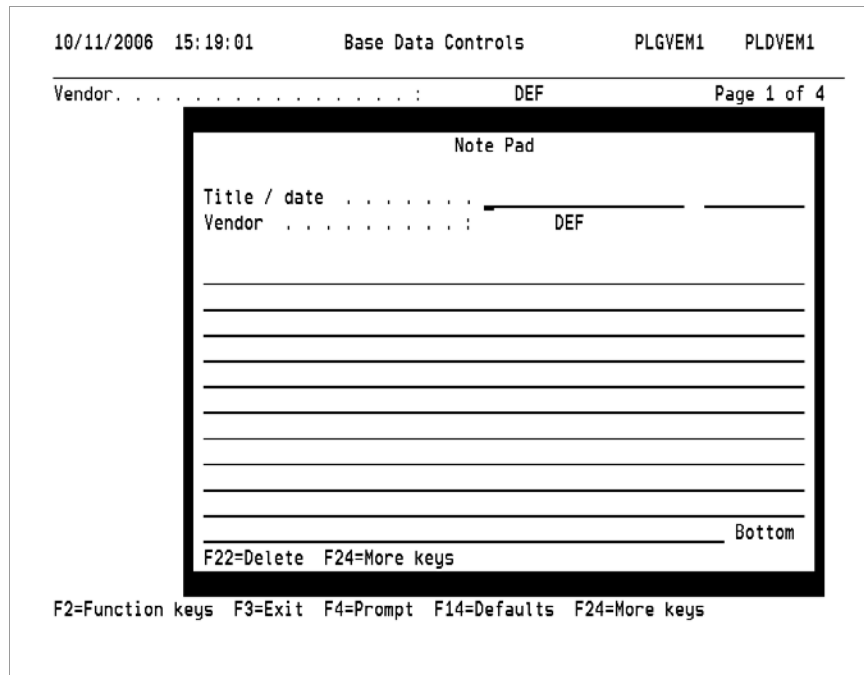 10/11/2006  15:19:01  Base Data Controls  PLGVEM1  PLDVEM1
Vendor. . . . . . . . . . . . . . . :  DEF  Page 1 of 4
Note Pad
Title / date  . . . . . . .
Vendor  . . . . . . . . . :  DEF
Bottom
F22=Delete  F24=More keys
F2=Function keys  F3=Exit  F4=Prompt  F14=Defaults  F24=More keys